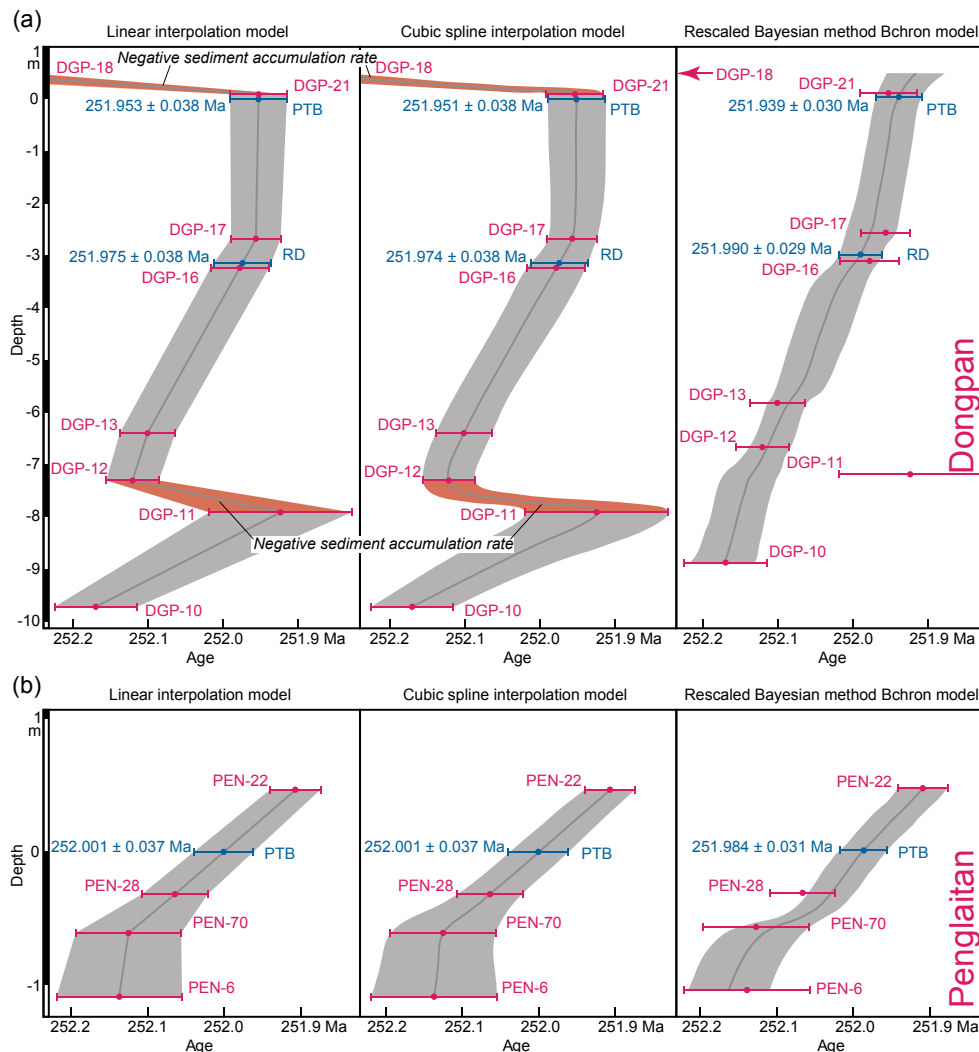 (a)
Linear interpolation model
Cubic spline interpolation model
Rescaled Bayesian method Bchron model
1
m
0
-1
-2
-3
-4
-5
-6
-7
-8
-9
-10
Depth
Negative sediment accumulation rate
DGP-18
DGP-21
251.953 ± 0.038 Ma
PTB
DGP-17
251.975 ± 0.038 Ma
RD
DGP-16
DGP-13
DGP-12
DGP-11
Negative sediment accumulation rate
DGP-10
252.2
252.1
252.0
251.9 Ma
Age
Negative sediment accumulation rate
DGP-18
DGP-21
251.951 ± 0.038 Ma
PTB
DGP-17
251.974 ± 0.038 Ma
RD
DGP-16
DGP-13
DGP-12
DGP-11
DGP-10
252.2
252.1
252.0
251.9 Ma
Age
DGP-18
DGP-21
251.939 ± 0.030 Ma
PTB
DGP-17
251.990 ± 0.029 Ma
RD
DGP-16
DGP-13
DGP-12
DGP-11
DGP-10
252.2
252.1
252.0
251.9 Ma
Age
Dongpan
(b)
Linear interpolation model
Cubic spline interpolation model
Rescaled Bayesian method Bchron model
1
m
0
-1
Depth
PEN-22
252.001 ± 0.037 Ma
PTB
PEN-28
PEN-70
PEN-6
252.2
252.1
252.0
251.9 Ma
Age
PEN-22
252.001 ± 0.037 Ma
PTB
PEN-28
PEN-70
PEN-6
252.2
252.1
252.0
251.9 Ma
Age
PEN-22
251.984 ± 0.031 Ma
PTB
PEN-28
PEN-70
PEN-6
252.2
252.1
252.0
251.9 Ma
Age
Penglaitan